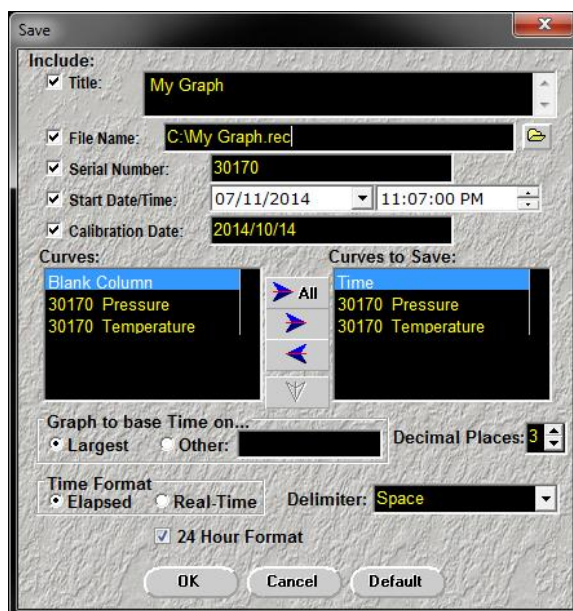 Save
Include:
Title: My Graph
File Name: C:\My Graph.rec
Serial Number: 30170
Start Date/Time: 07/11/2014 11:07:00 PM
Calibration Date: 2014/10/14
Curves: Curves to Save:
Blank Column All Time
30170 Pressure 30170 Pressure
30170 Temperature 30170 Temperature
Graph to base Time on...
Largest Other: Decimal Places: 3
Time Format
Elapsed Real-Time Delimiter: Space
24 Hour Format
OK Cancel Default